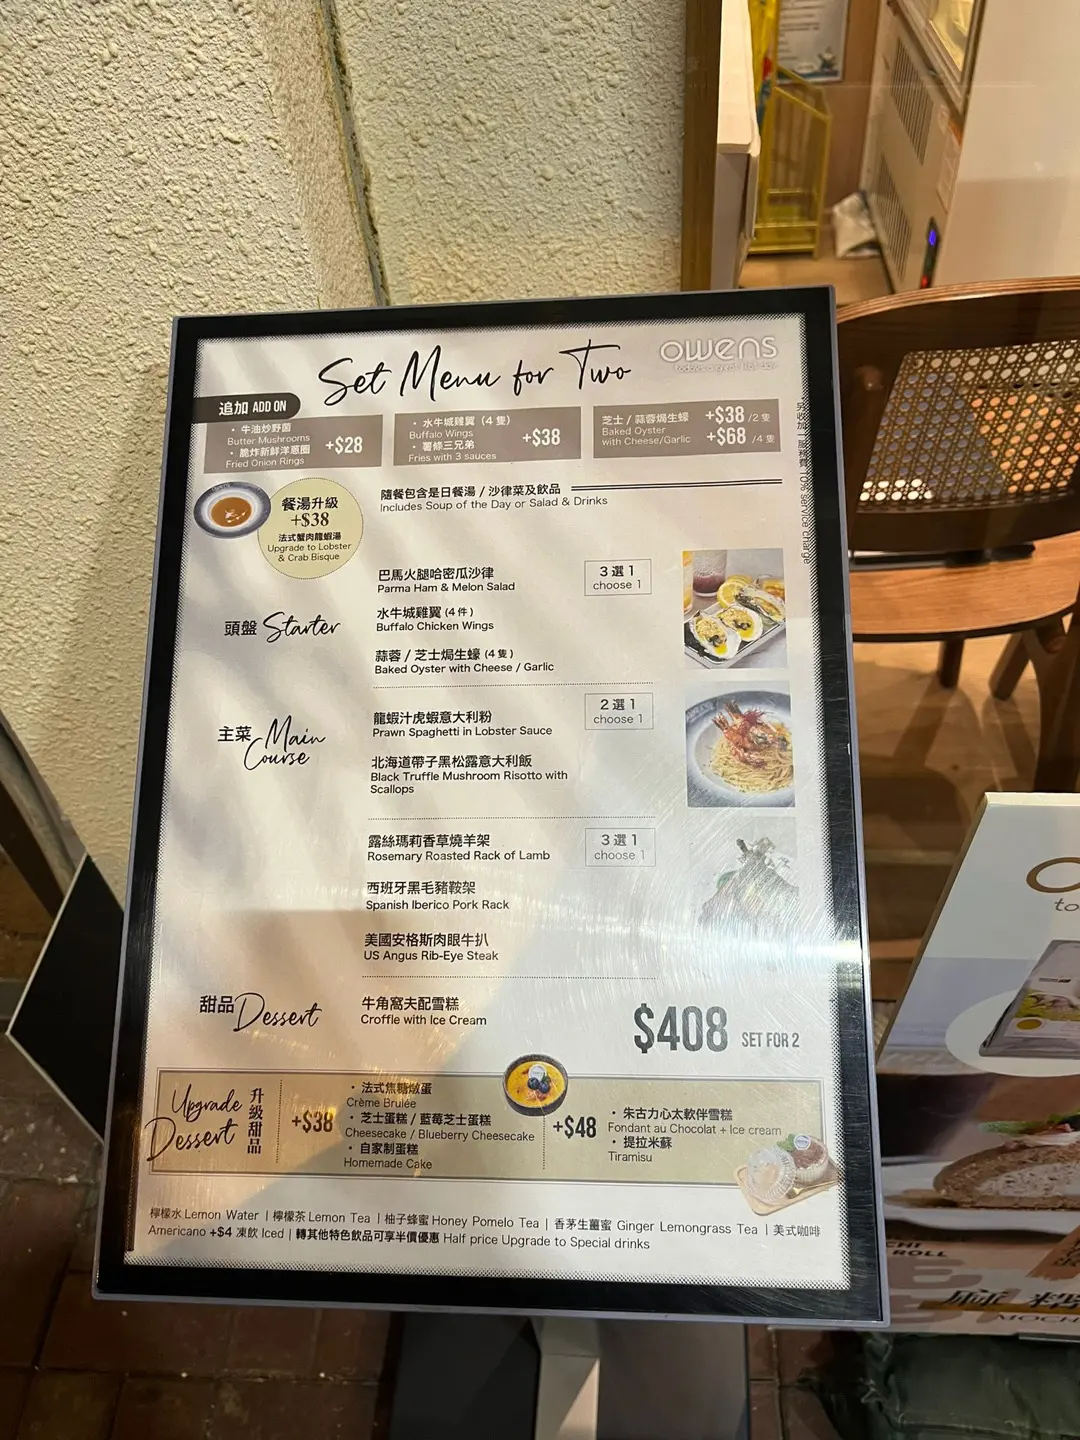 Set Menu for Two
owens
追加 ADD ON
・牛油炒野菌
Butter Mushrooms
・脆炸新鮮洋蔥圈
Fried Onion Rings
+$28
・水牛城雞翼 (4 隻)
Buffalo Wings
・薯條三兄弟
Fries with 3 sauces
+$38
芝士 / 蒜蓉焗生蠔
Baked Oyster
with Cheese/Garlic
+$38 /2 隻
+$68 /4 隻
10% service charge
餐湯升級
+$38
法式蟹肉龍蝦湯
Upgrade to Lobster
& Crab Bisque
隨餐包含是日餐湯 / 沙律菜及飲品
Includes Soup of the Day or Salad & Drinks
頭盤 Starter
巴馬火腿哈密瓜沙律
Parma Ham & Melon Salad
3 選 1
choose 1
水牛城雞翼 (4 件)
Buffalo Chicken Wings
蒜蓉 / 芝士焗生蠔 (4 隻)
Baked Oyster with Cheese / Garlic
主菜 Main
Course
龍蝦汁虎蝦意大利粉
Prawn Spaghetti in Lobster Sauce
2 選 1
choose 1
北海道帶子黑松露意大利飯
Black Truffle Mushroom Risotto with
Scallops
露絲瑪莉香草燒羊架
Rosemary Roasted Rack of Lamb
3 選 1
choose 1
西班牙黑毛豬鞍架
Spanish Iberico Pork Rack
美國安格斯肉眼牛扒
US Angus Rib-Eye Steak
甜品 Dessert
牛角窩夫配雪糕
Croffle with Ice Cream
$408 SET FOR 2
Upgrade
Dessert
升級甜品
+$38
・法式焦糖燉蛋
Crème Brulée
・芝士蛋糕 / 藍莓芝士蛋糕
Cheesecake / Blueberry Cheesecake
・自家制蛋糕
Homemade Cake
+$48
・朱古力心太軟伴雪糕
Fondant au Chocolat + Ice cream
・提拉米蘇
Tiramisu
檸檬水 Lemon Water | 檸檬茶 Lemon Tea | 柚子蜂蜜 Honey Pomelo Tea | 香茅生薑蜜 Ginger Lemongrass Tea | 美式咖啡
Americano +$4 凍飲 Iced | 轉其他特色飲品可享半價優惠 Half price Upgrade to Special drinks
to
ROLL